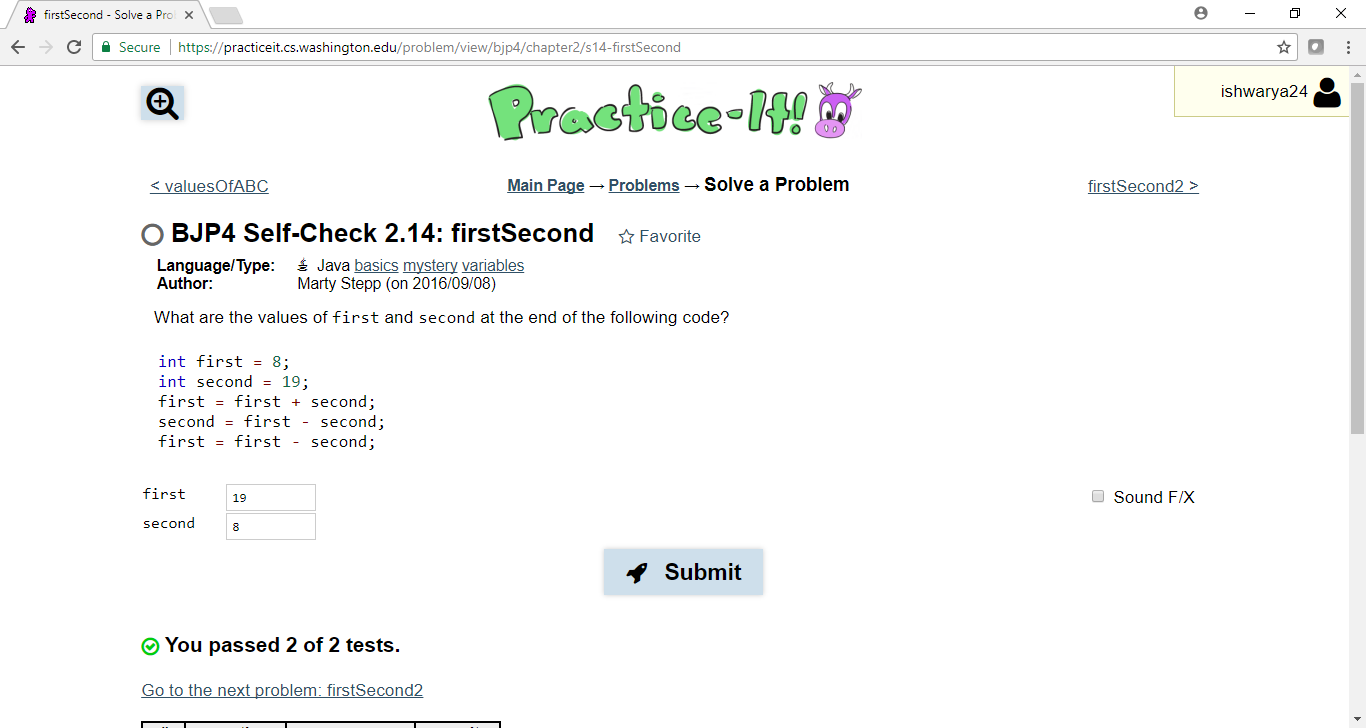 firstSecond - Solve a Pro
Secure https://practiceit.cs.washington.edu/problem/view/bjp4/chapter2/s14-firstSecond
Practice-It!
ishwarya24
< valuesOfABC
Main Page → Problems → Solve a Problem
firstSecond2 >
BJP4 Self-Check 2.14: firstSecond
Favorite
Language/Type: Java basics mystery variables
Author: Marty Stepp (on 2016/09/08)
What are the values of first and second at the end of the following code?
int first = 8;
int second = 19;
first = first + second;
second = first - second;
first = first - second;
first 19
Sound F/X
second 8
Submit
You passed 2 of 2 tests.
Go to the next problem: firstSecond2